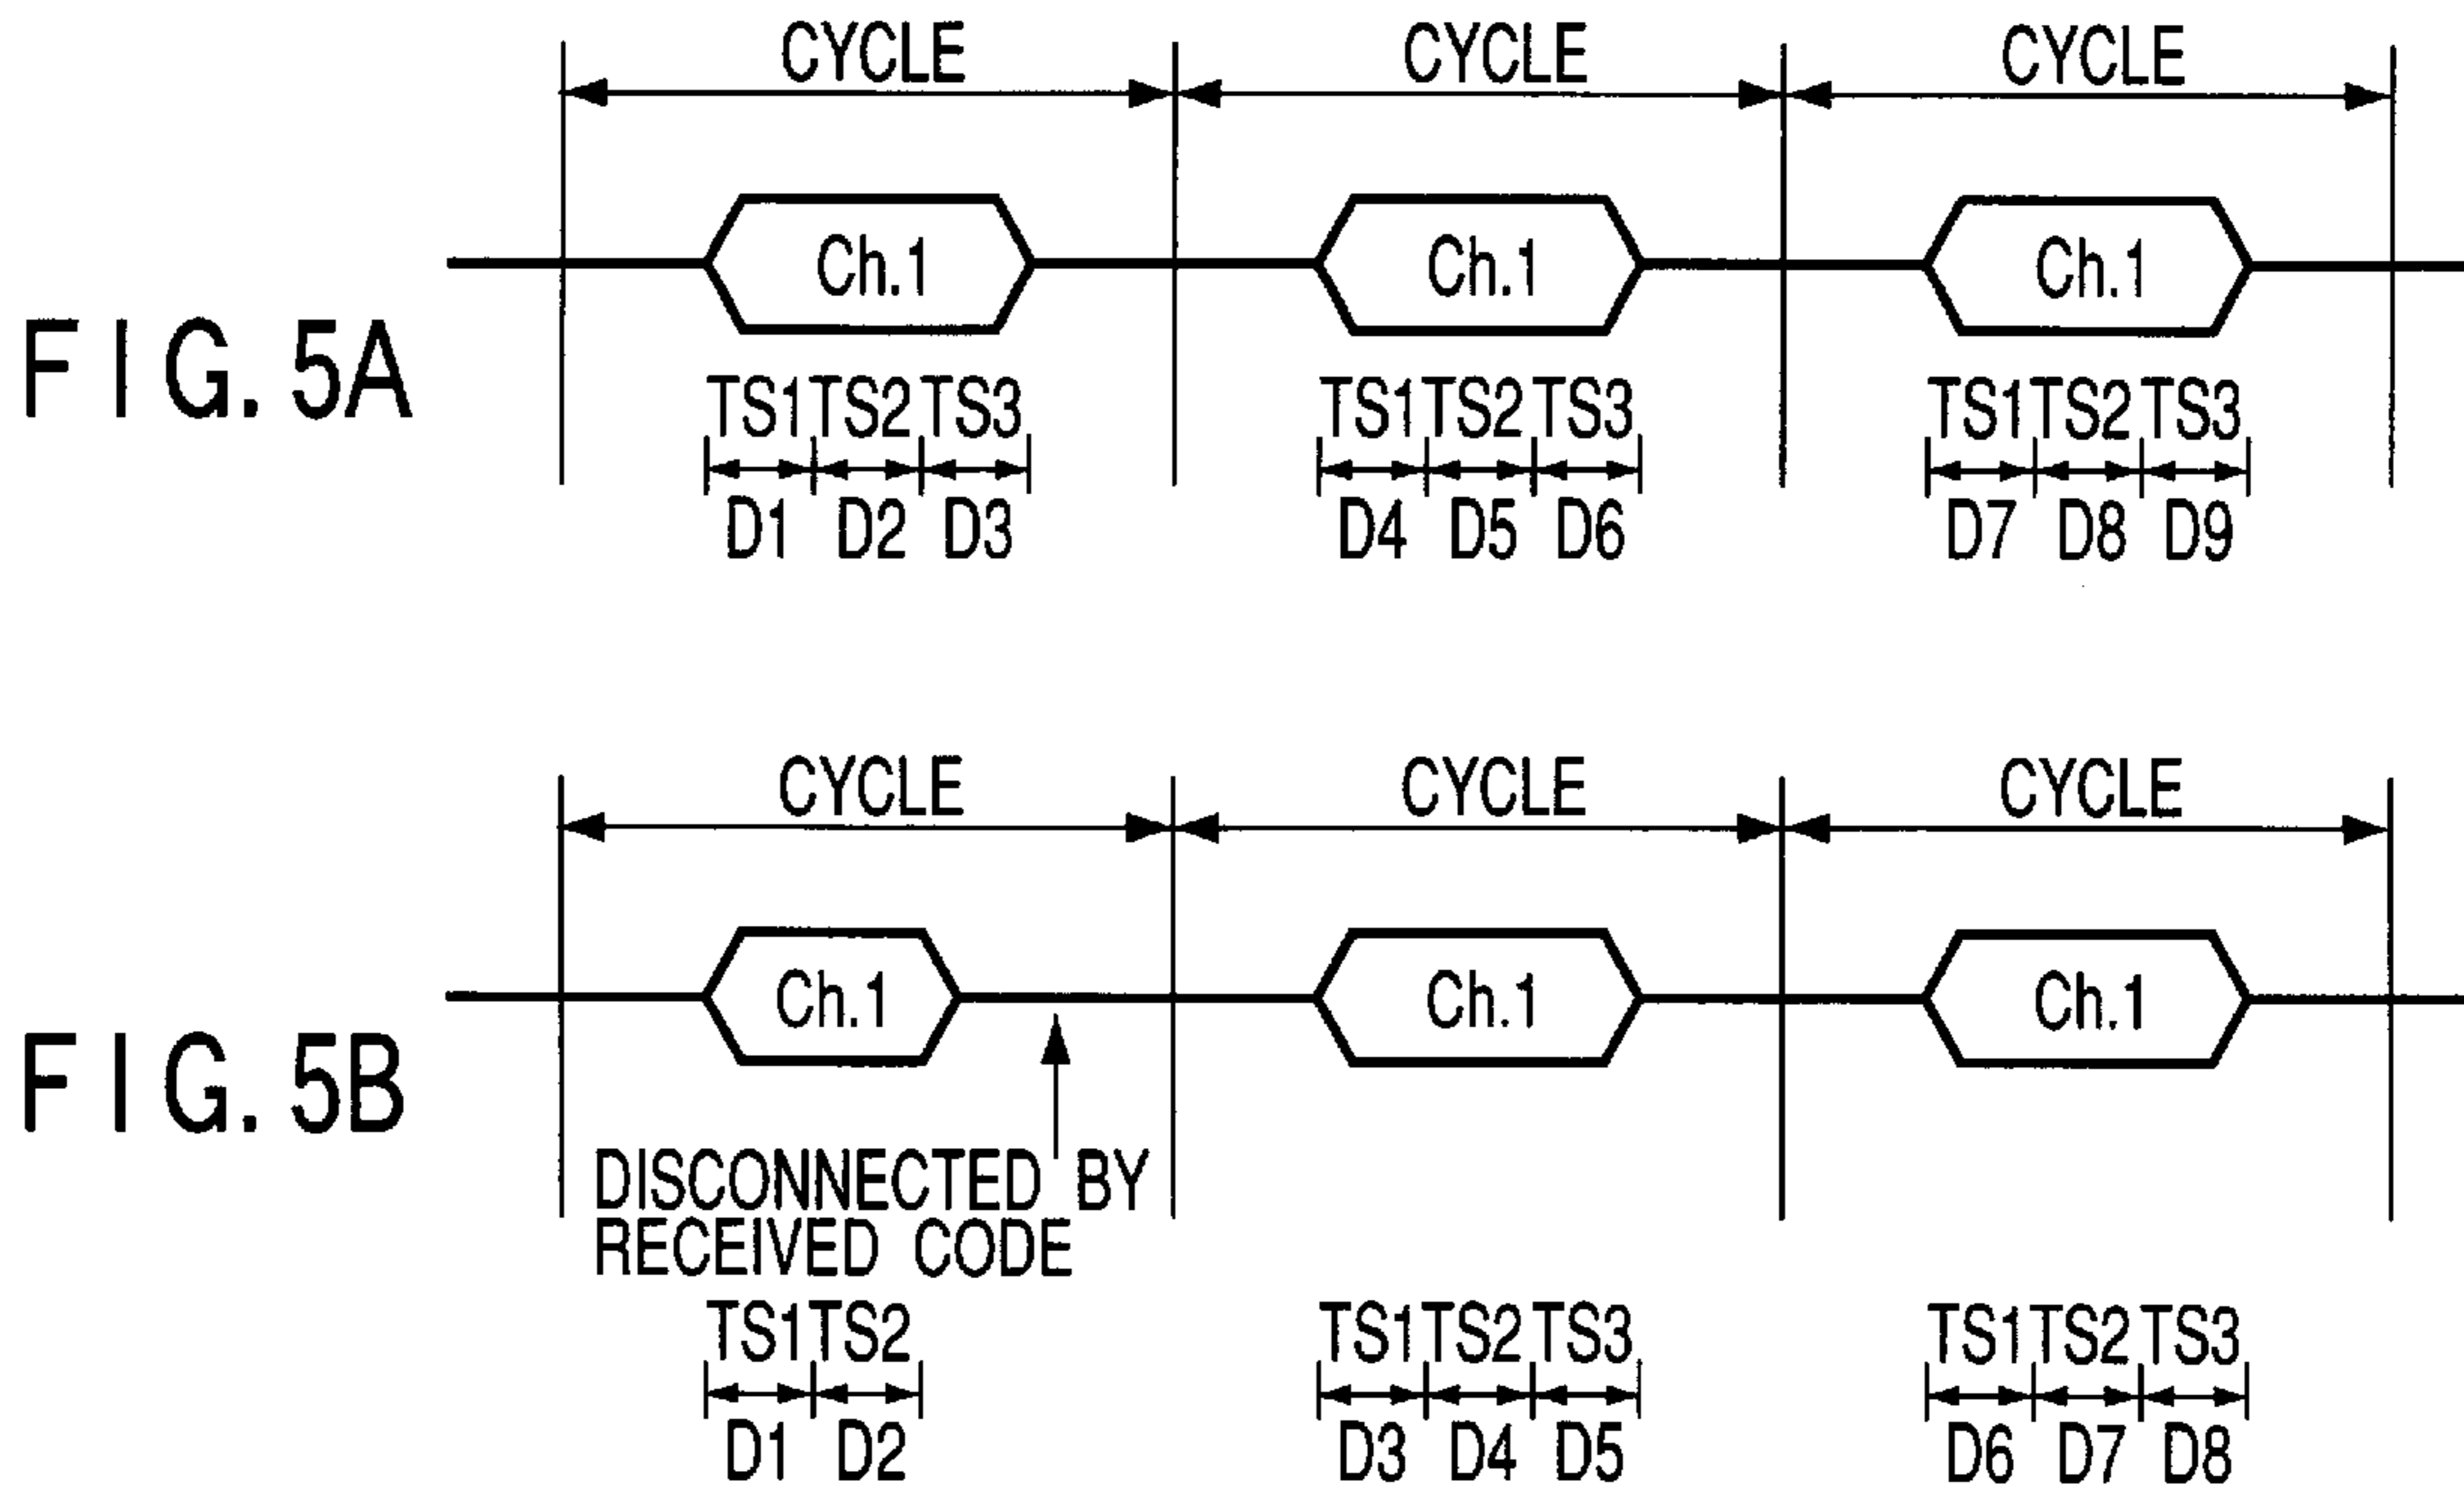 CYCLE CYCLE CYCLE
Ch.1 Ch.1 Ch.1
FIG. 5A
TS1 TS2 TS3 TS1 TS2 TS3 TS1 TS2 TS3
D1 D2 D3 D4 D5 D6 D7 D8 D9
CYCLE CYCLE CYCLE
Ch.1 Ch.1 Ch.1
FIG. 5B
DISCONNECTED BY
RECEIVED CODE
TS1 TS2 TS1 TS2 TS3 TS1 TS2 TS3
D1 D2 D3 D4 D5 D6 D7 D8